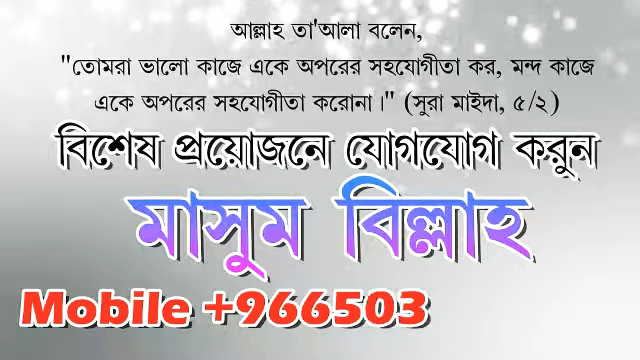 আল্লাহ তা'আলা বলেন,
"তোমরা ভালো কাজে একে অপরের সহযোগীতা কর, মন্দ কাজে
একে অপরের সহযোগীতা করোনা।" (সুরা মাইদা, ৫/২)
বিশেষ প্রয়োজনে যোগযোগ করুন
মাসুম বিল্লাহ
Mobile +966503